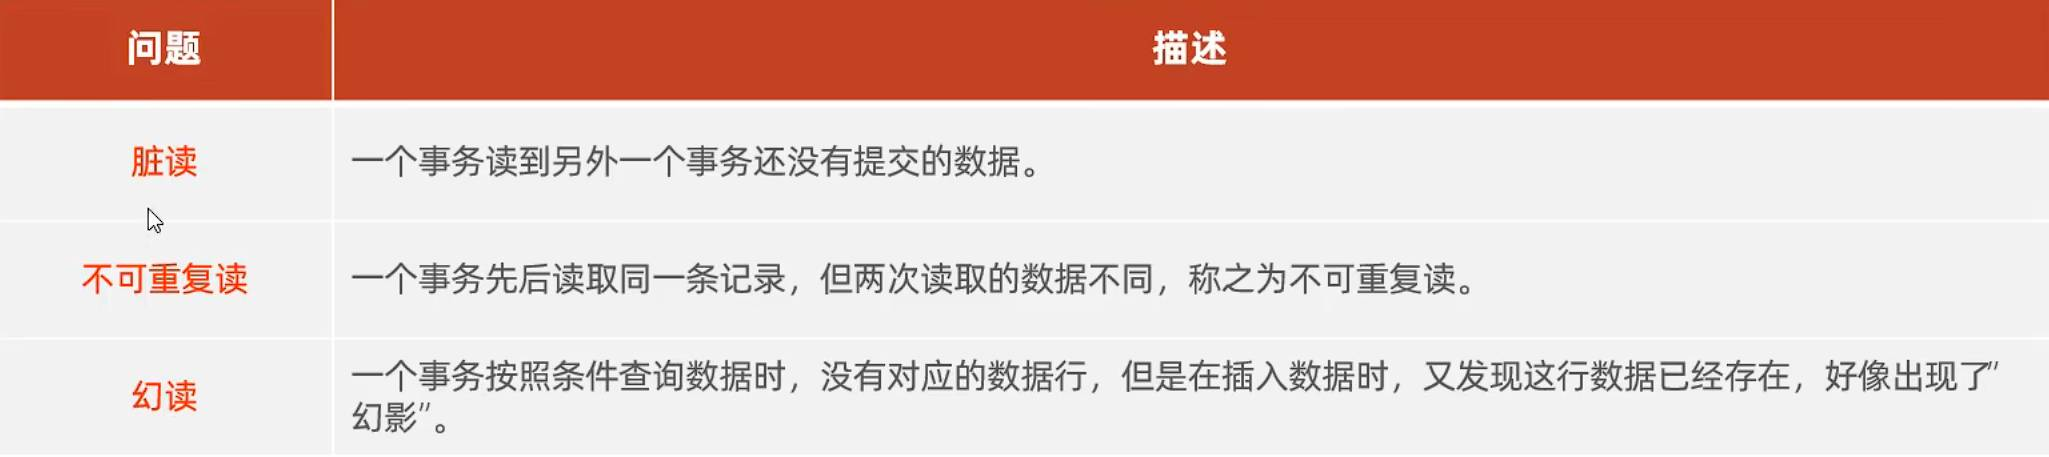 问题
描述
脏读
一个事务读到另外一个事务还没有提交的数据。
不可重复读
一个事务先后读取同一条记录，但两次读取的数据不同，称之为不可重复读。
幻读
一个事务按照条件查询数据时，没有对应的数据行，但是在插入数据时，又发现这行数据已经存在，好像出现了"
幻影"。